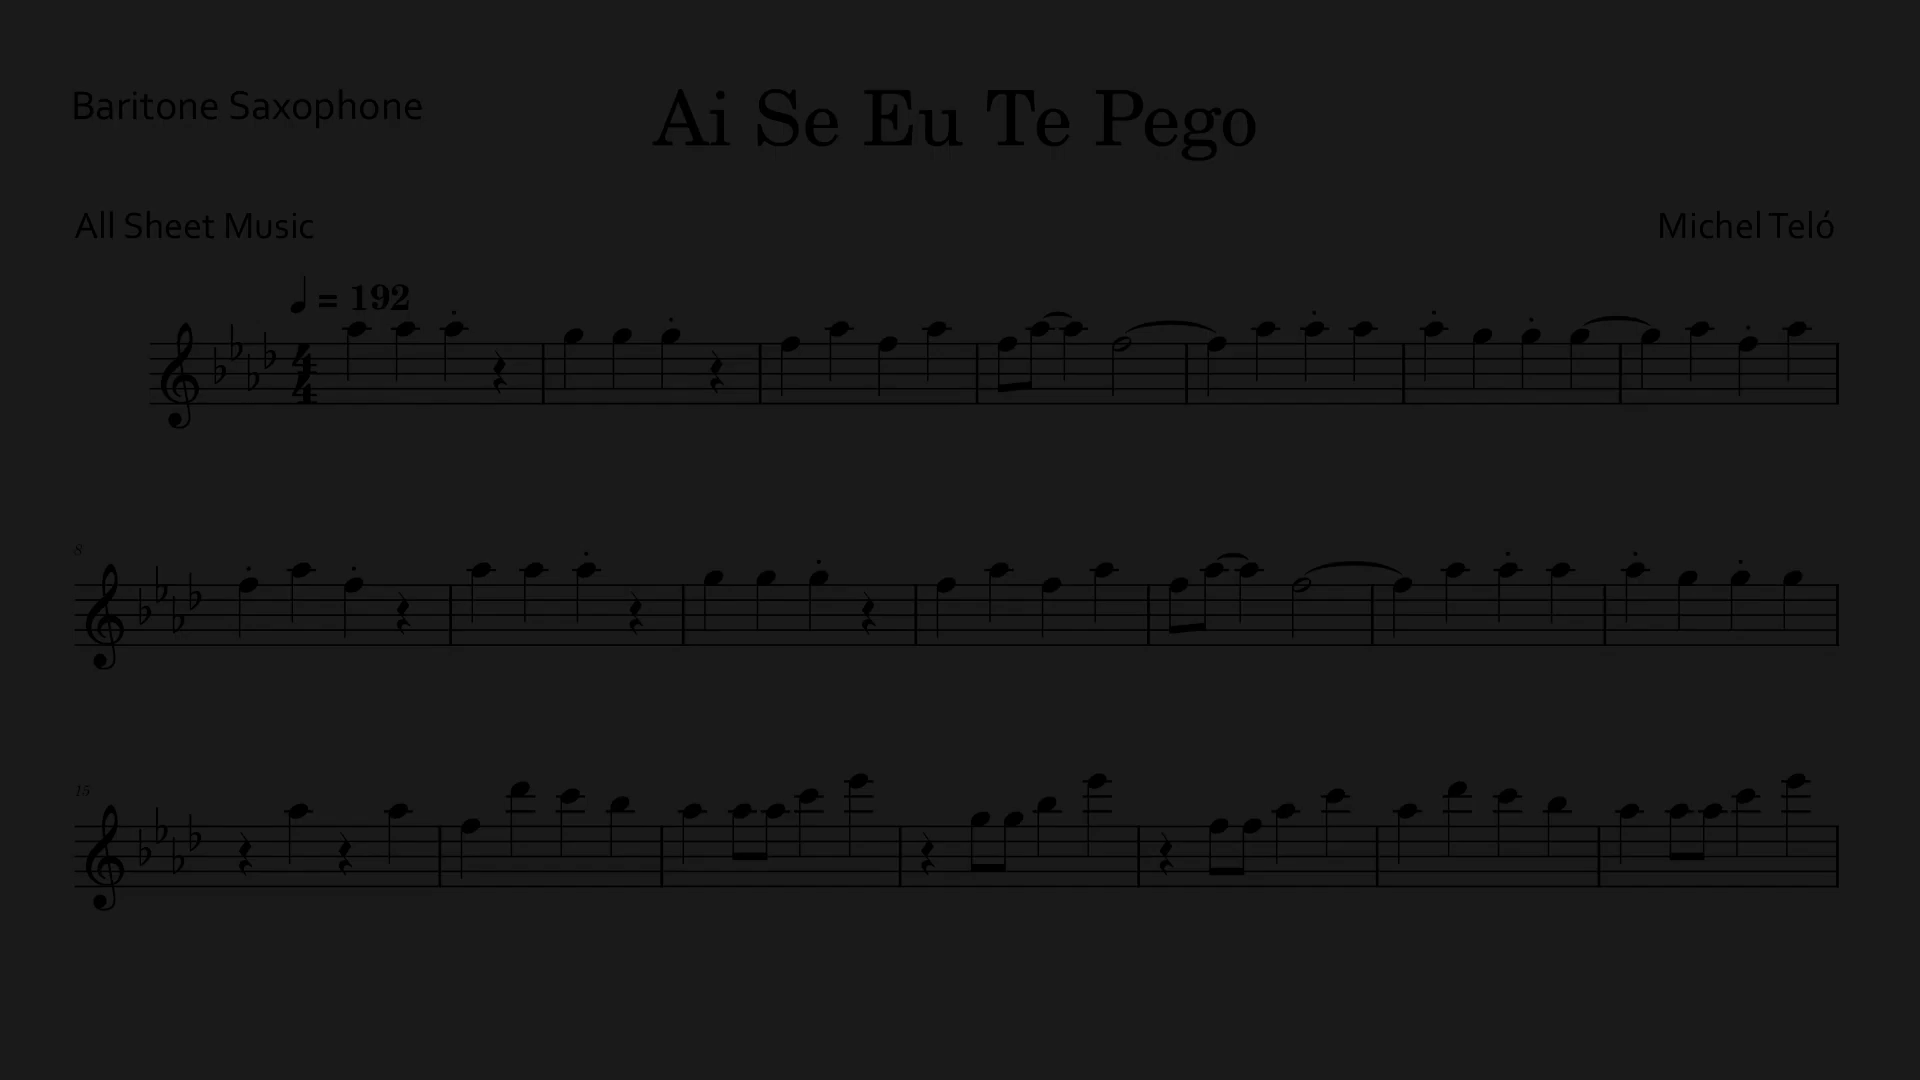 Baritone Saxophone
Ai Se Eu Te Pego
All Sheet Music
Michel Teló
= 192
8
15